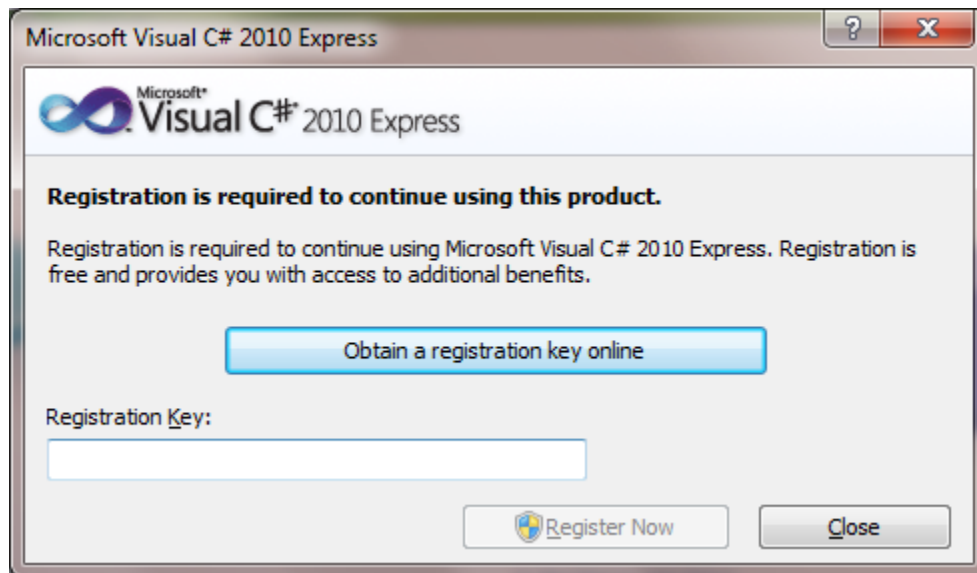 Microsoft Visual C# 2010 Express
Microsoft®
Visual C#® 2010 Express
Registration is required to continue using this product.
Registration is required to continue using Microsoft Visual C# 2010 Express. Registration is
free and provides you with access to additional benefits.
Obtain a registration key online
Registration Key:
Register Now
Close